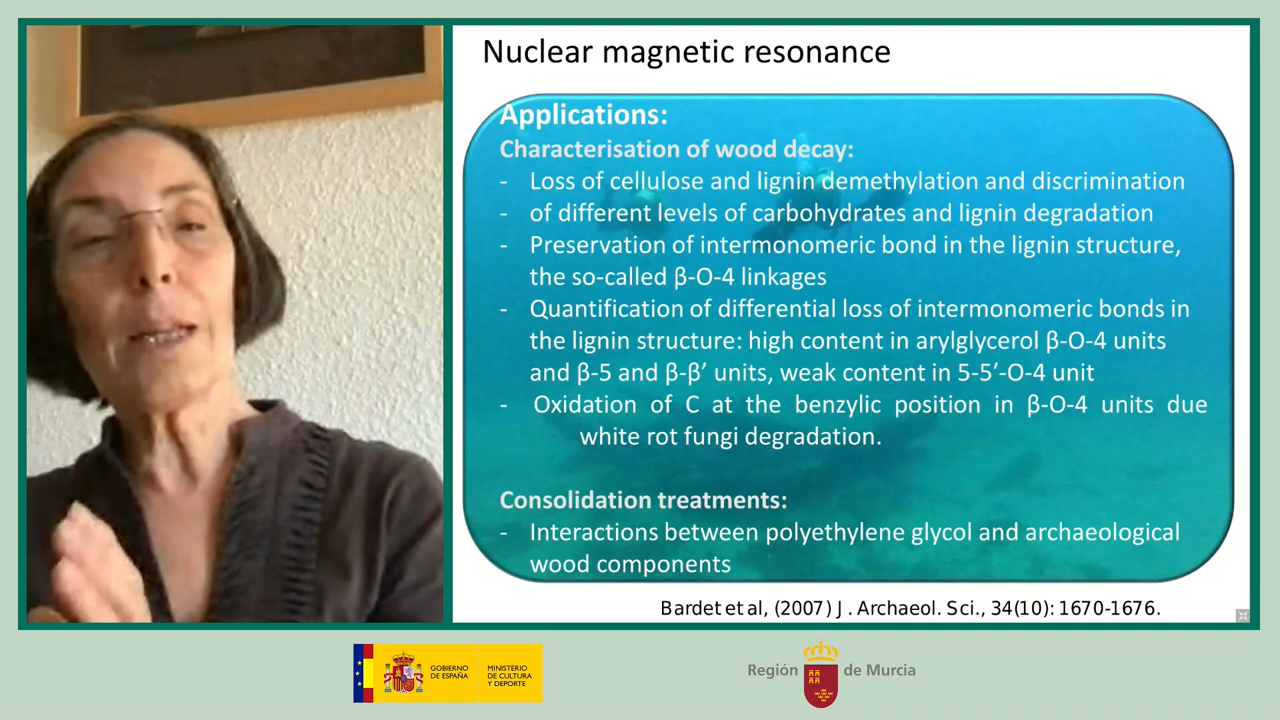 Nuclear magnetic resonance
Applications:
Characterisation of wood decay:
- Loss of cellulose and lignin demethylation and discrimination
- of different levels of carbohydrates and lignin degradation
- Preservation of intermonomeric bond in the lignin structure,
the so-called β-O-4 linkages
- Quantification of differential loss of intermonomeric bonds in
the lignin structure: high content in arylglycerol β-O-4 units
and β-5 and β-β′ units, weak content in 5-5′-O-4 unit
- Oxidation of C at the benzylic position in β-O-4 units due
white rot fungi degradation.
Consolidation treatments:
- Interactions between polyethylene glycol and archaeological
wood components
Bardet et al, (2007) J. Archaeol. Sci., 34(10): 1670-1676.
GOBIERNO
DE ESPAÑA
MINISTERIO
DE CULTURA
Y DEPORTE
Región de Murcia